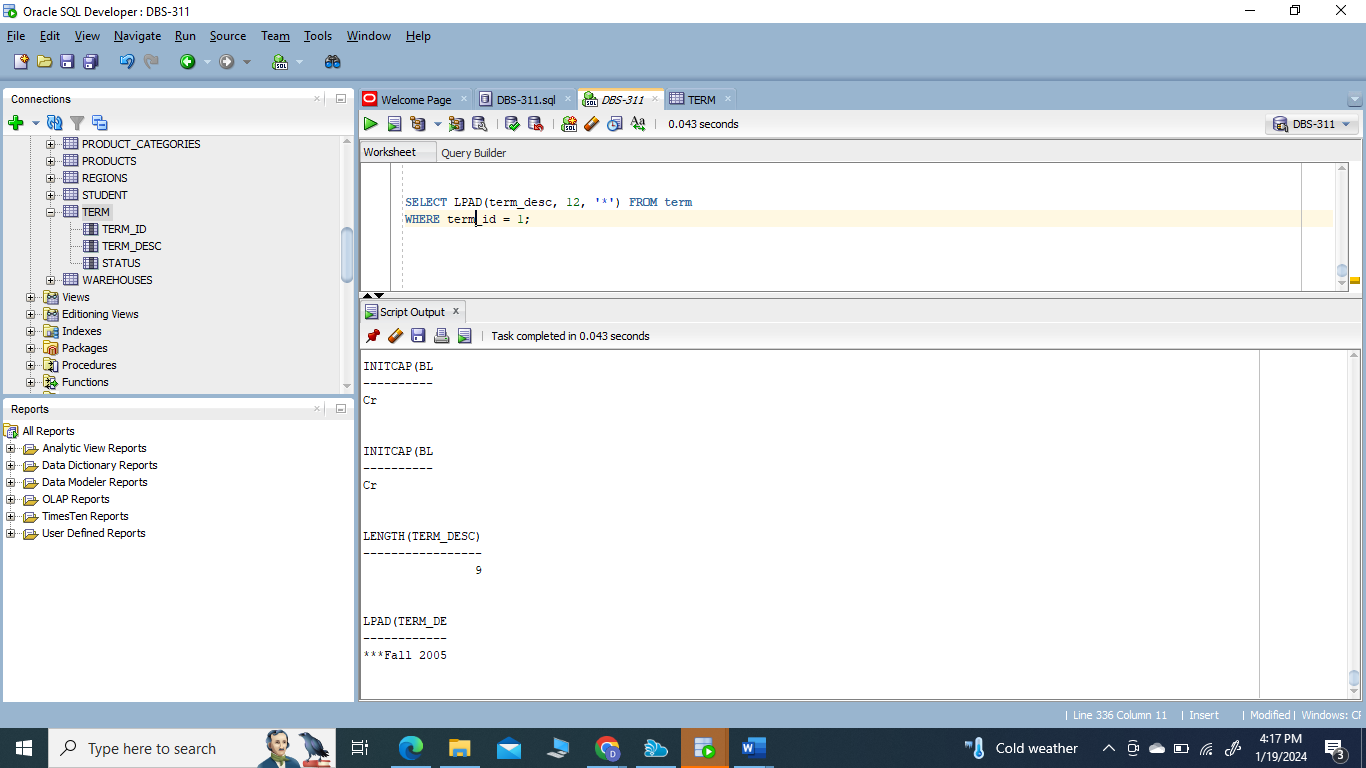 Oracle SQL Developer : DBS-311
File Edit View Navigate Run Source Team Tools Window Help
Connections
PRODUCT_CATEGORIES
PRODUCTS
REGIONS
STUDENT
TERM
TERM_ID
TERM_DESC
STATUS
WAREHOUSES
Views
Editioning Views
Indexes
Packages
Procedures
Functions
Reports
All Reports
Analytic View Reports
Data Dictionary Reports
Data Modeler Reports
OLAP Reports
TimesTen Reports
User Defined Reports
Welcome Page DBS-311.sql DBS-311 TERM
0.043 seconds DBS-311
Worksheet Query Builder
SELECT LPAD(term_desc, 12, '*') FROM term
WHERE term_id = 1;
Script Output
Task completed in 0.043 seconds
INITCAP(BL
----------
Cr
INITCAP(BL
----------
Cr
LENGTH(TERM_DESC)
-----------------
9
LPAD(TERM_DE
------------
***Fall 2005
| Line 336 Column 11 | Insert | Modified | Windows: CF
Type here to search
Cold weather
4:17 PM
1/19/2024
3